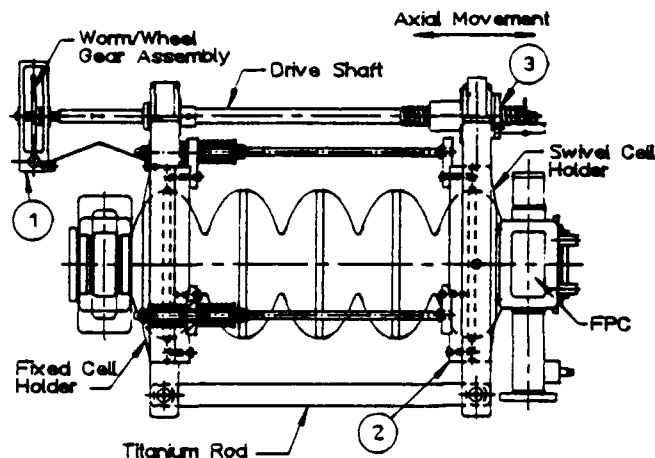 Axial Movement
Worm/Wheel
Gear Assembly
Drive Shaft
3
Swivel Cell
Holder
1
FPC
Fixed Cell
Holder
2
Titanium Rod